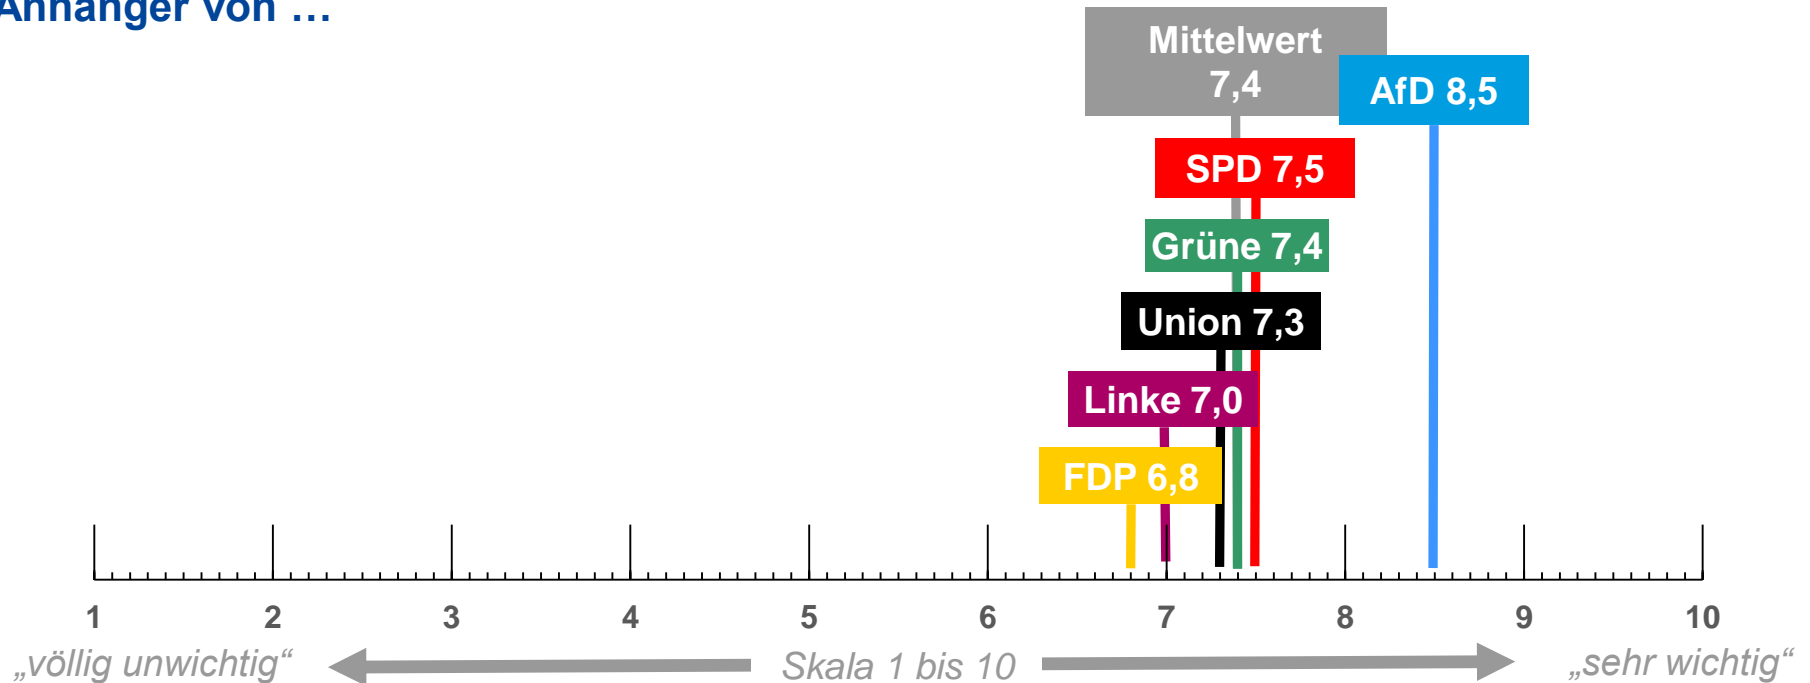 Anhänger von …
Mittelwert
7,4
AfD 8,5
SPD 7,5
Grüne 7,4
Union 7,3
Linke 7,0
FDP 6,8
1 2 3 4 5 6 7 8 9 10
„völlig unwichtig“ Skala 1 bis 10 „sehr wichtig“